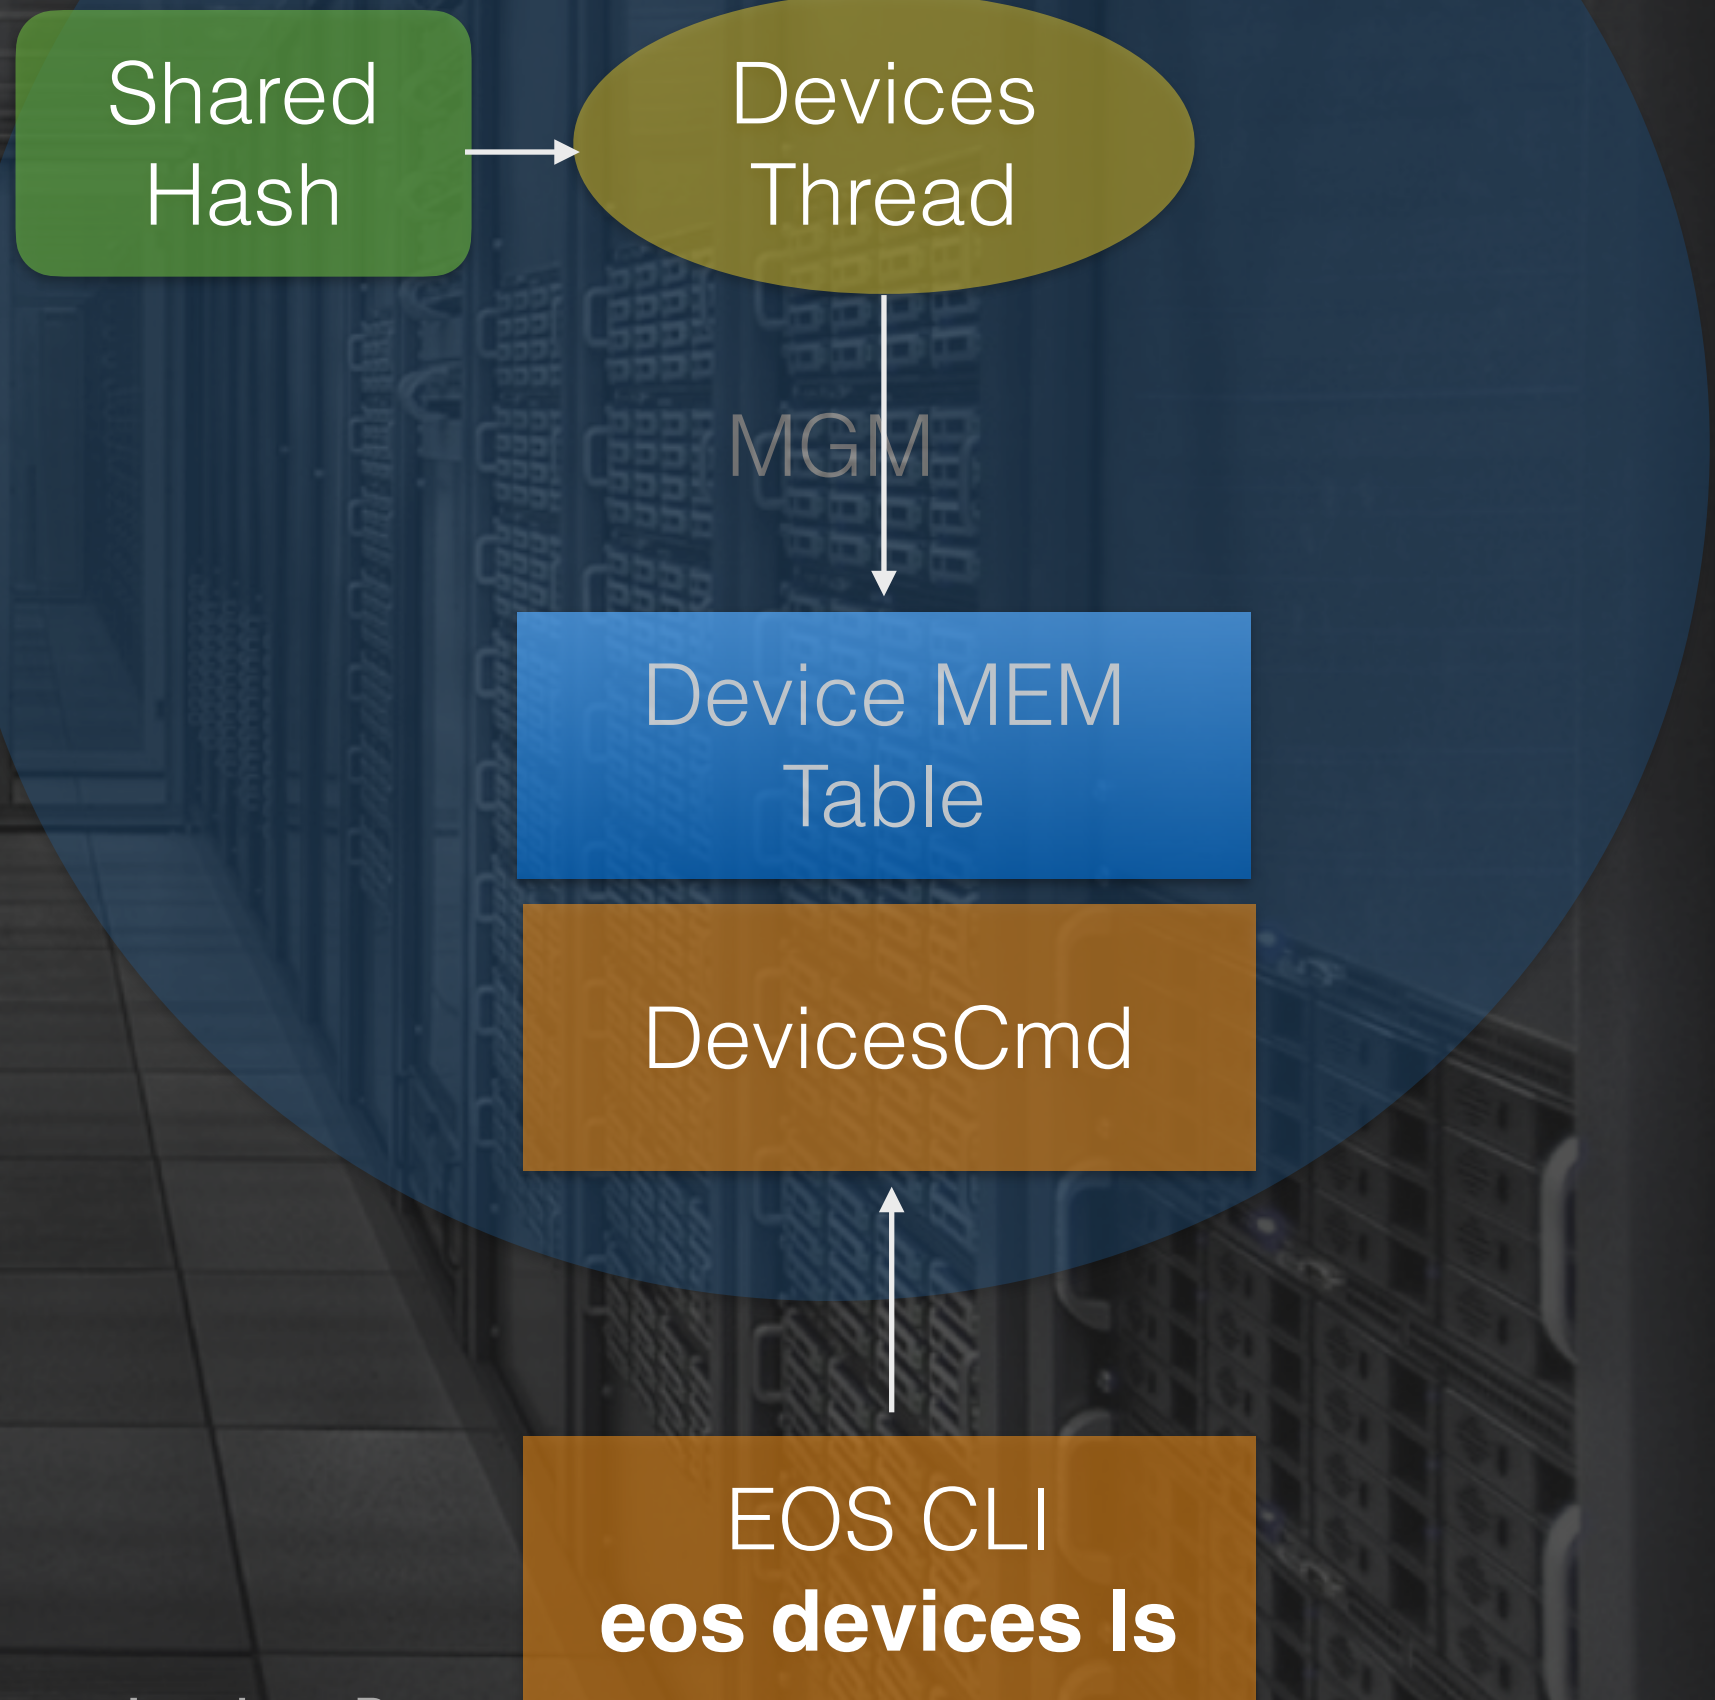 Shared
Hash
Devices
Thread
MGM
Device MEM
Table
DevicesCmd
EOS CLI
eos devices ls